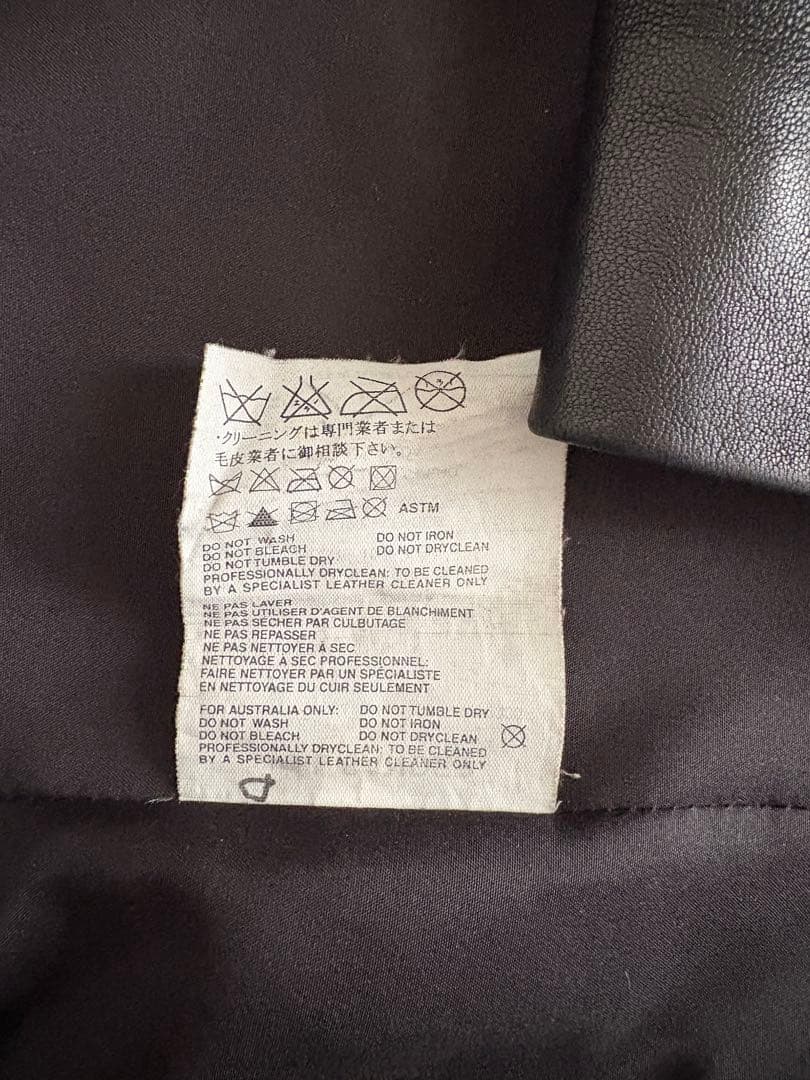 ・クリーニングは専門業者または
毛皮業者に御相談下さい。
ASTM
DO NOT WASH DO NOT IRON
DO NOT BLEACH DO NOT DRYCLEAN
DO NOT TUMBLE DRY
PROFESSIONALLY DRYCLEAN: TO BE CLEANED
BY A SPECIALIST LEATHER CLEANER ONLY
NE PAS LAVER
NE PAS UTILISER D'AGENT DE BLANCHIMENT
NE PAS SÉCHER PAR CULBUTAGE
NE PAS REPASSER
NE PAS NETTOYER À SEC
NETTOYAGE À SEC PROFESSIONNEL:
FAIRE NETTOYER PAR UN SPÉCIALISTE
EN NETTOYAGE DU CUIR SEULEMENT
FOR AUSTRALIA ONLY: DO NOT TUMBLE DRY
DO NOT WASH DO NOT IRON
DO NOT BLEACH DO NOT DRYCLEAN
PROFESSIONALLY DRYCLEAN: TO BE CLEANED
BY A SPECIALIST LEATHER CLEANER ONLY